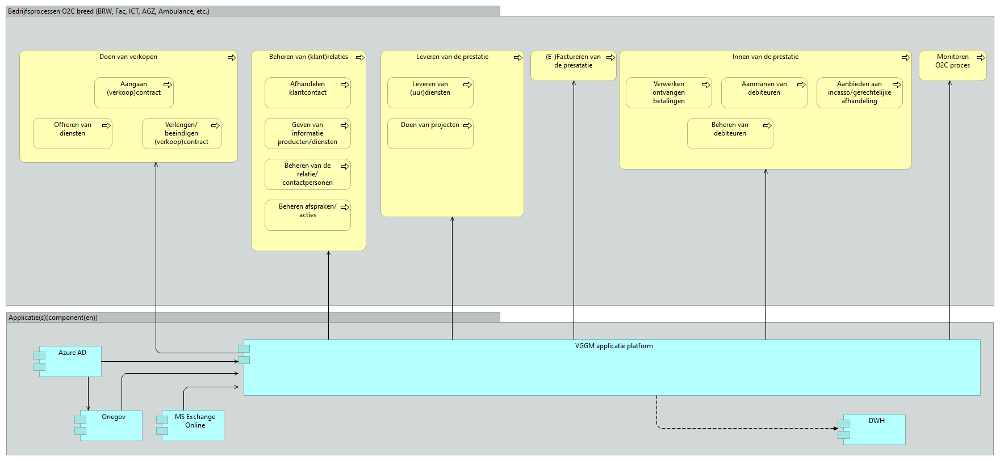 Bedrijfsprocessen O2C breed (BRW, Fac, ICT, AGZ, Ambulance, etc.)
Doen van verkopen
Aangaan
(verkoop)contract
Offreren van
diensten
Verlengen/
beeindigen
(verkoop)contract
Beheren van (klant)relaties
Afhandelen
klantcontact
Geven van
informatie
producten/diensten
Beheren van de
relatie/
contactpersonen
Beheren afspraken/
acties
Leveren van de prestatie
Leveren van
(uur)diensten
Doen van projecten
(E-)Factureren van
de presatatie
Innen van de prestatie
Verwerken
ontvangen
betalingen
Aanmanen van
debiteuren
Aanbieden aan
incasso/gerechtelijke
afhandeling
Beheren van
debiteuren
Monitoren
O2C proces
Applicatie(s)(component(en))
Azure AD
VGGM applicatie platform
Onegov
MS Exchange
Online
DWH